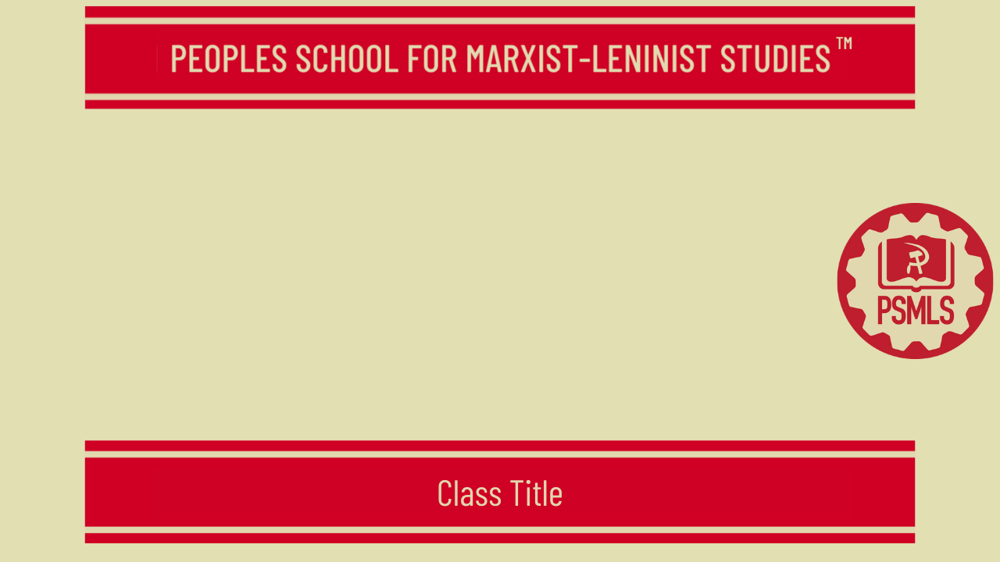 PEOPLES SCHOOL FOR MARXIST-LENINIST STUDIES™
PSMLS
Class Title